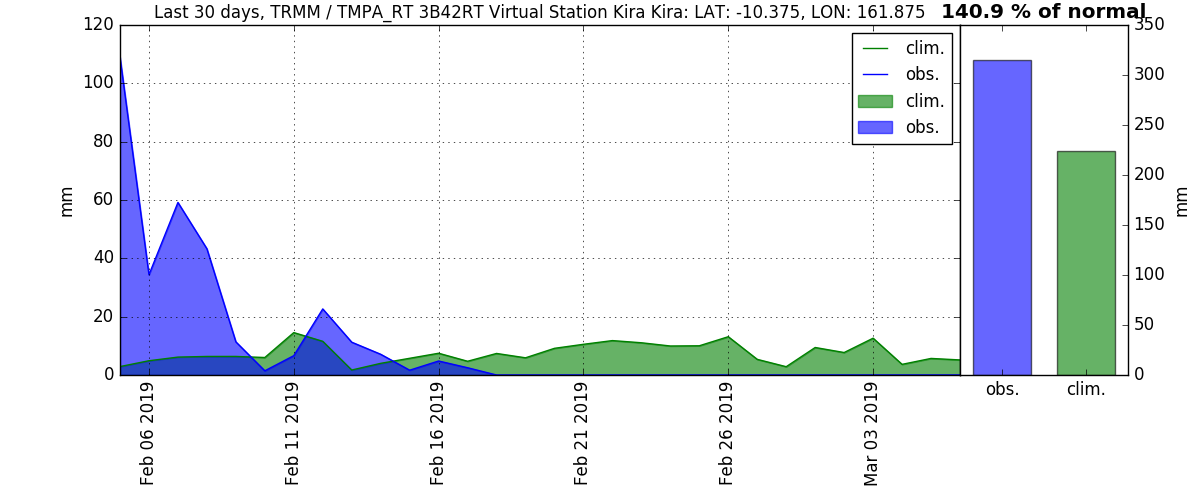 Last 30 days, TRMM / TMPA_RT 3B42RT Virtual Station Kira Kira: LAT: -10.375, LON: 161.875
140.9 % of normal
120
100
80
60
40
20
0
mm
clim.
obs.
clim.
obs.
350
300
250
200
150
100
50
0
mm
Feb 06 2019
Feb 11 2019
Feb 16 2019
Feb 21 2019
Feb 26 2019
Mar 03 2019
obs.
clim.